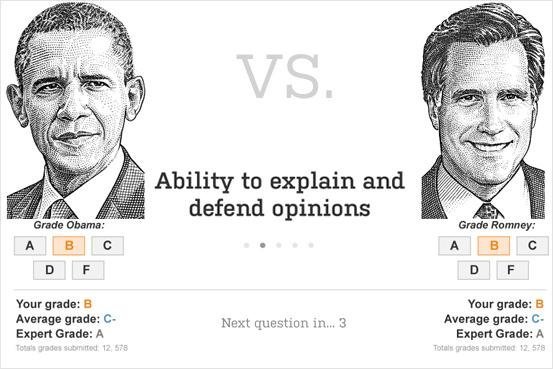 VS.
Ability to explain and
defend opinions
Grade Obama:
A B C
D F
Grade Romney:
A B C
D F
Your grade: B
Average grade: C-
Expert Grade: A
Totals grades submitted: 12, 578
Next question in... 3
Your grade: B
Average grade: C-
Expert Grade: A
Totals grades submitted: 12, 578